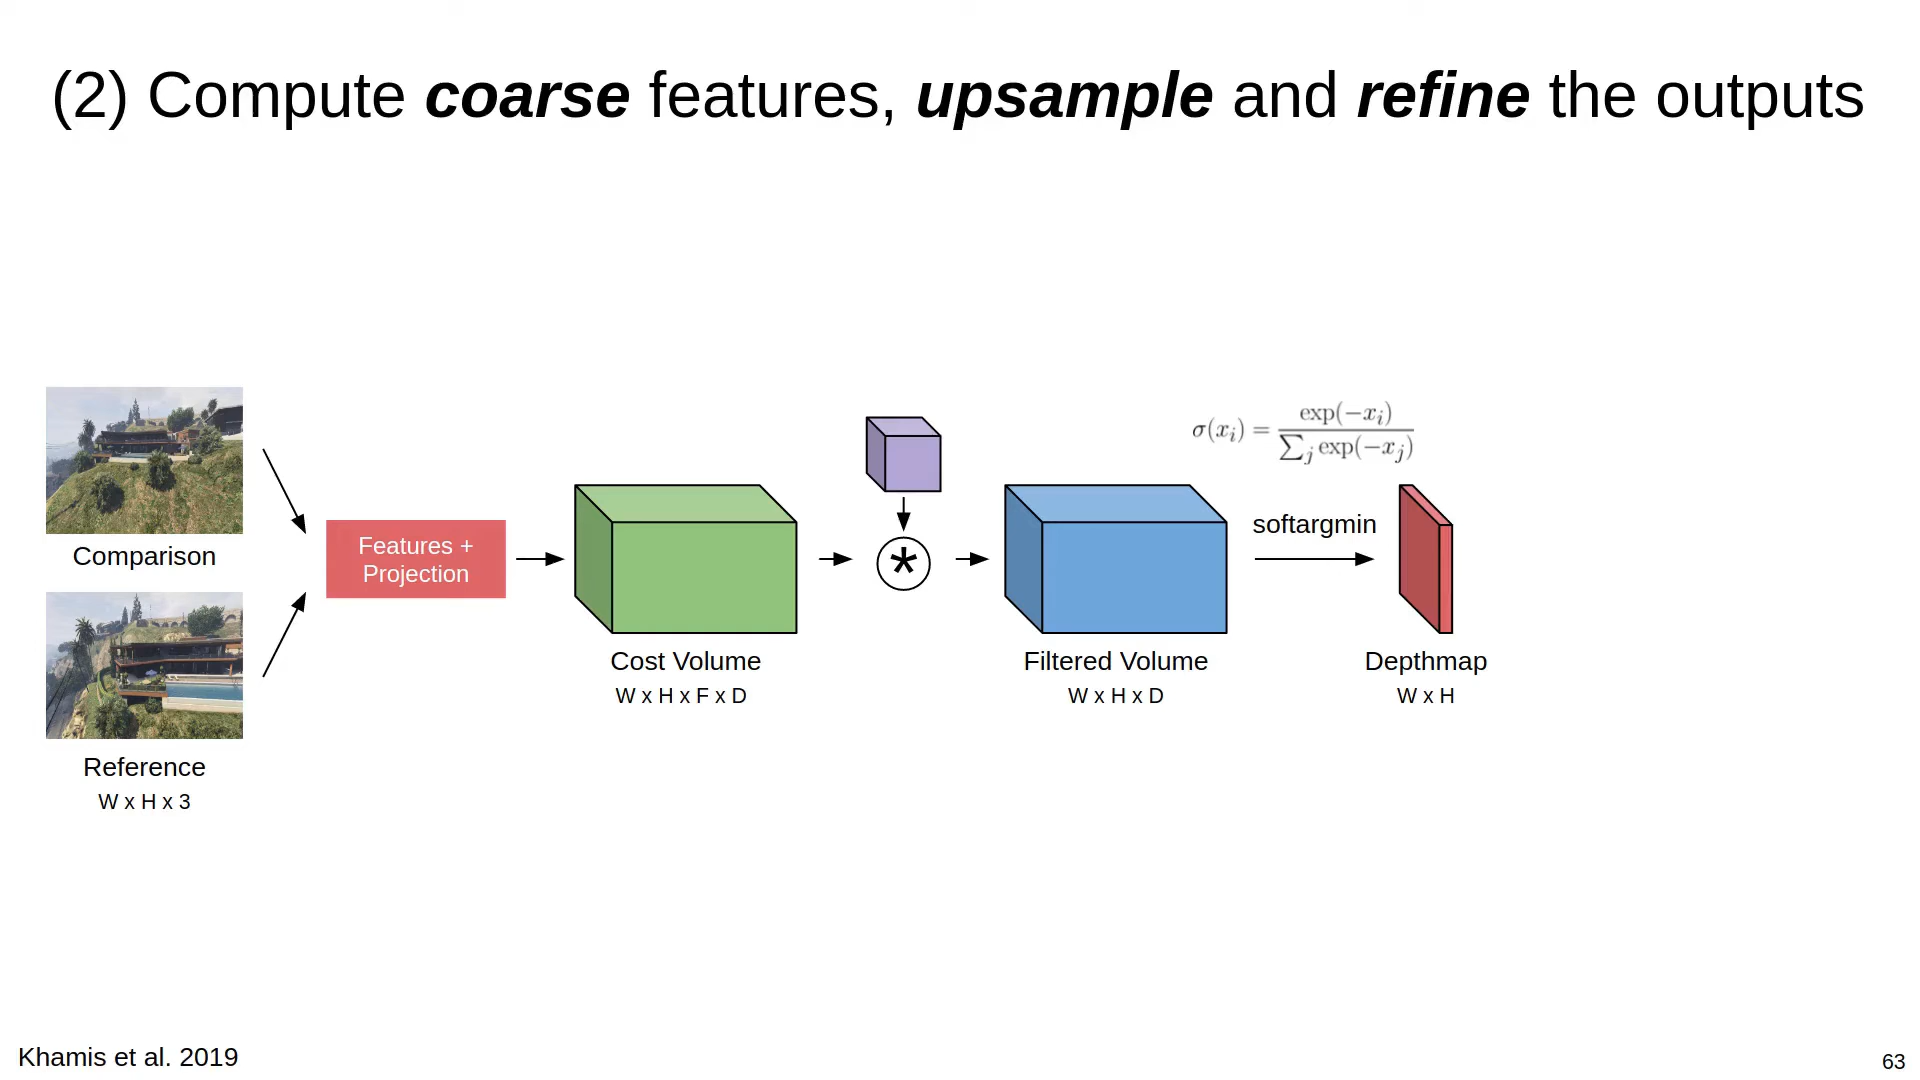 (2) Compute coarse features, upsample and refine the outputs
Comparison
Reference
W x H x 3
Features +
Projection
Cost Volume
W x H x F x D
*
Filtered Volume
W x H x D
σ(xᵢ) = exp(−xᵢ) / ∑ⱼ exp(−xⱼ)
softargmin
Depthmap
W x H
Khamis et al. 2019
63